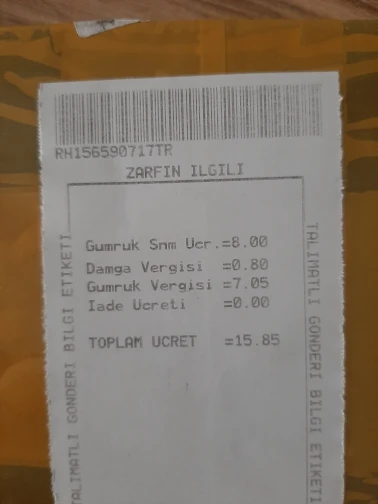 RH156590717TR
ZARFIN ILGILI
Gumruk Snm Ucr.=8.00
Damga Vergisi =0.80
Gumruk Vergisi =7.05
Iade Ucreti =0.00
TOPLAM UCRET =15.85
TALIMATLI GONDERI BILGI ETIKETI
TALIMATLI GONDERI BILGI ETIKETI